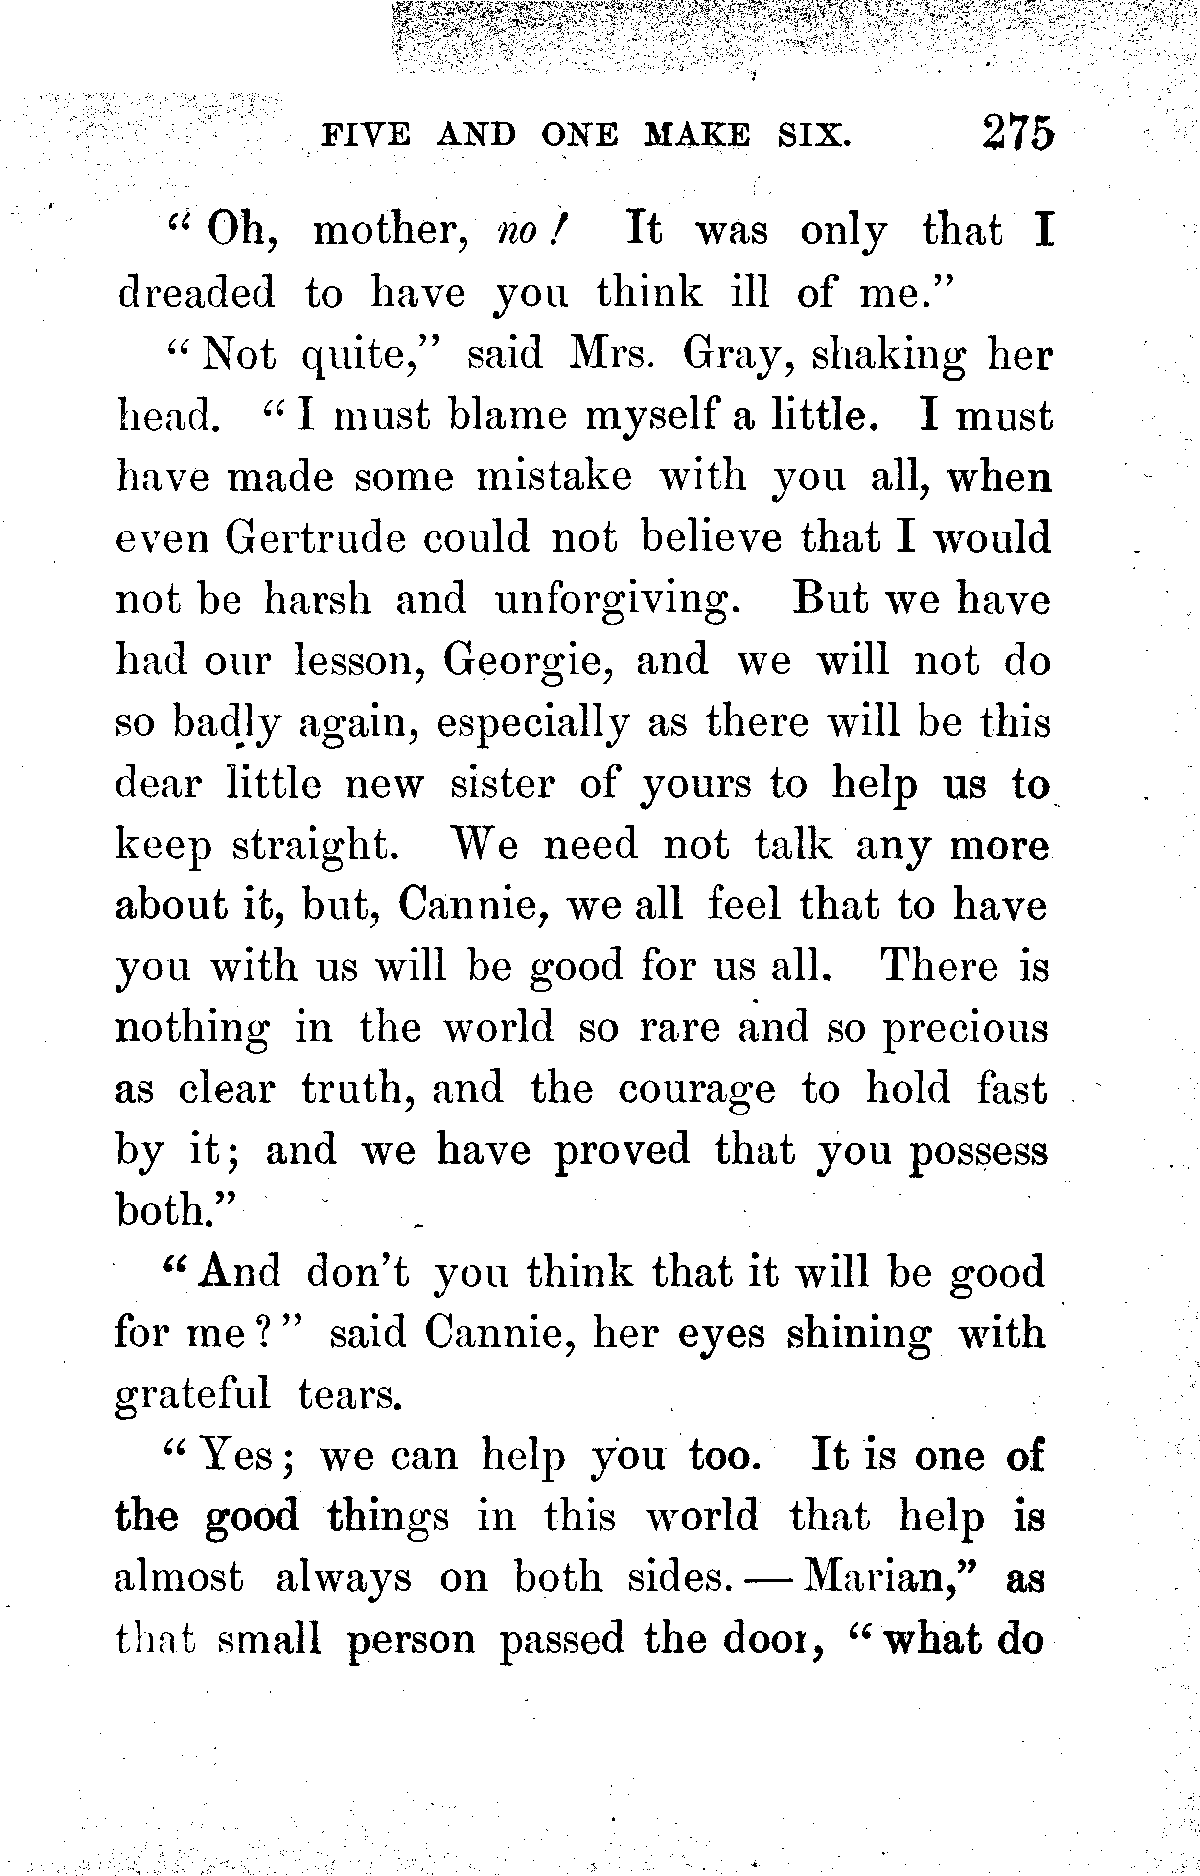 FIVE AND ONE MAKE SIX. 275
“Oh, mother, no! It was only that I
dreaded to have you think ill of me.”
“Not quite,” said Mrs. Gray, shaking her
head. “I must blame myself a little. I must
have made some mistake with you all, when
even Gertrude could not believe that I would
not be harsh and unforgiving. But we have
had our lesson, Georgie, and we will not do
so badly again, especially as there will be this
dear little new sister of yours to help us to
keep straight. We need not talk any more
about it, but, Cannie, we all feel that to have
you with us will be good for us all. There is
nothing in the world so rare and so precious
as clear truth, and the courage to hold fast
by it; and we have proved that you possess
both.”
“And don’t you think that it will be good
for me?” said Cannie, her eyes shining with
grateful tears.
“Yes; we can help you too. It is one of
the good things in this world that help is
almost always on both sides. — Marian,” as
that small person passed the door, “what do